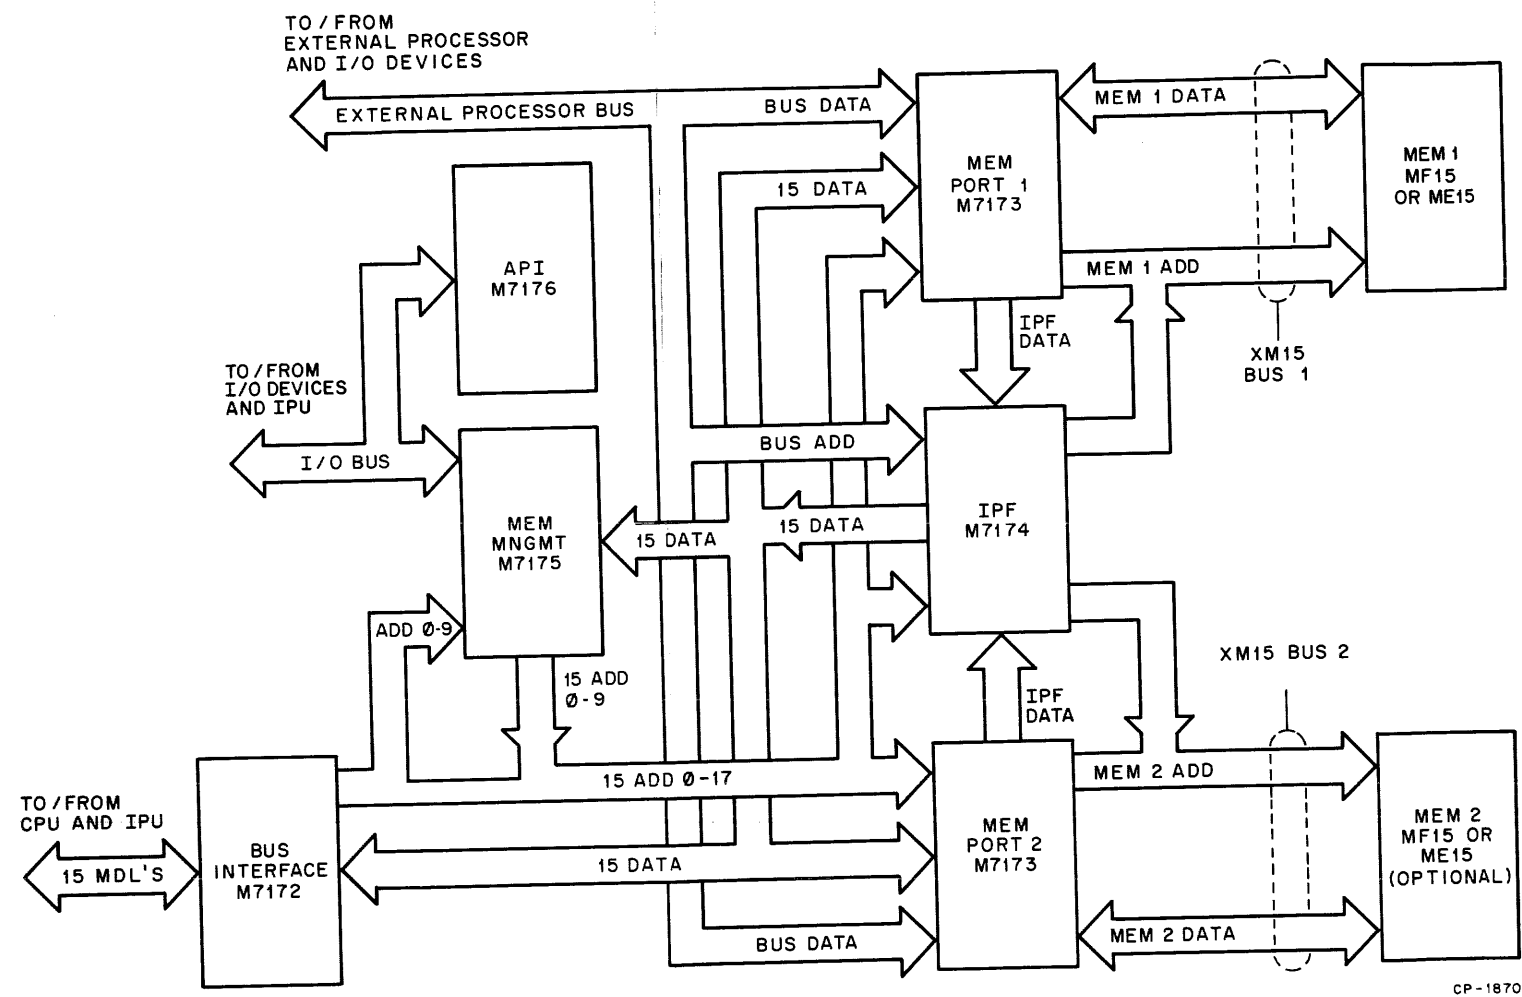 TO/FROM
EXTERNAL PROCESSOR
AND I/O DEVICES
EXTERNAL PROCESSOR BUS
BUS DATA
MEM 1 DATA
MEM
PORT 1
M7173
MEM 1
MF15
OR ME15
15 DATA
API
M7176
MEM 1 ADD
IPF
DATA
XM15
BUS 1
TO/FROM
I/O DEVICES
AND IPU
I/O BUS
BUS ADD
MEM
MNGMT
M7175
15 DATA
15 DATA
IPF
M7174
ADD Ø-9
15 ADD
Ø-9
XM15 BUS 2
IPF
DATA
15 ADD Ø-17
MEM 2 ADD
TO/FROM
CPU AND IPU
15 MDL'S
BUS
INTERFACE
M7172
15 DATA
MEM
PORT 2
M7173
MEM 2
MF15 OR
ME15
(OPTIONAL)
BUS DATA
MEM 2 DATA
CP-1870